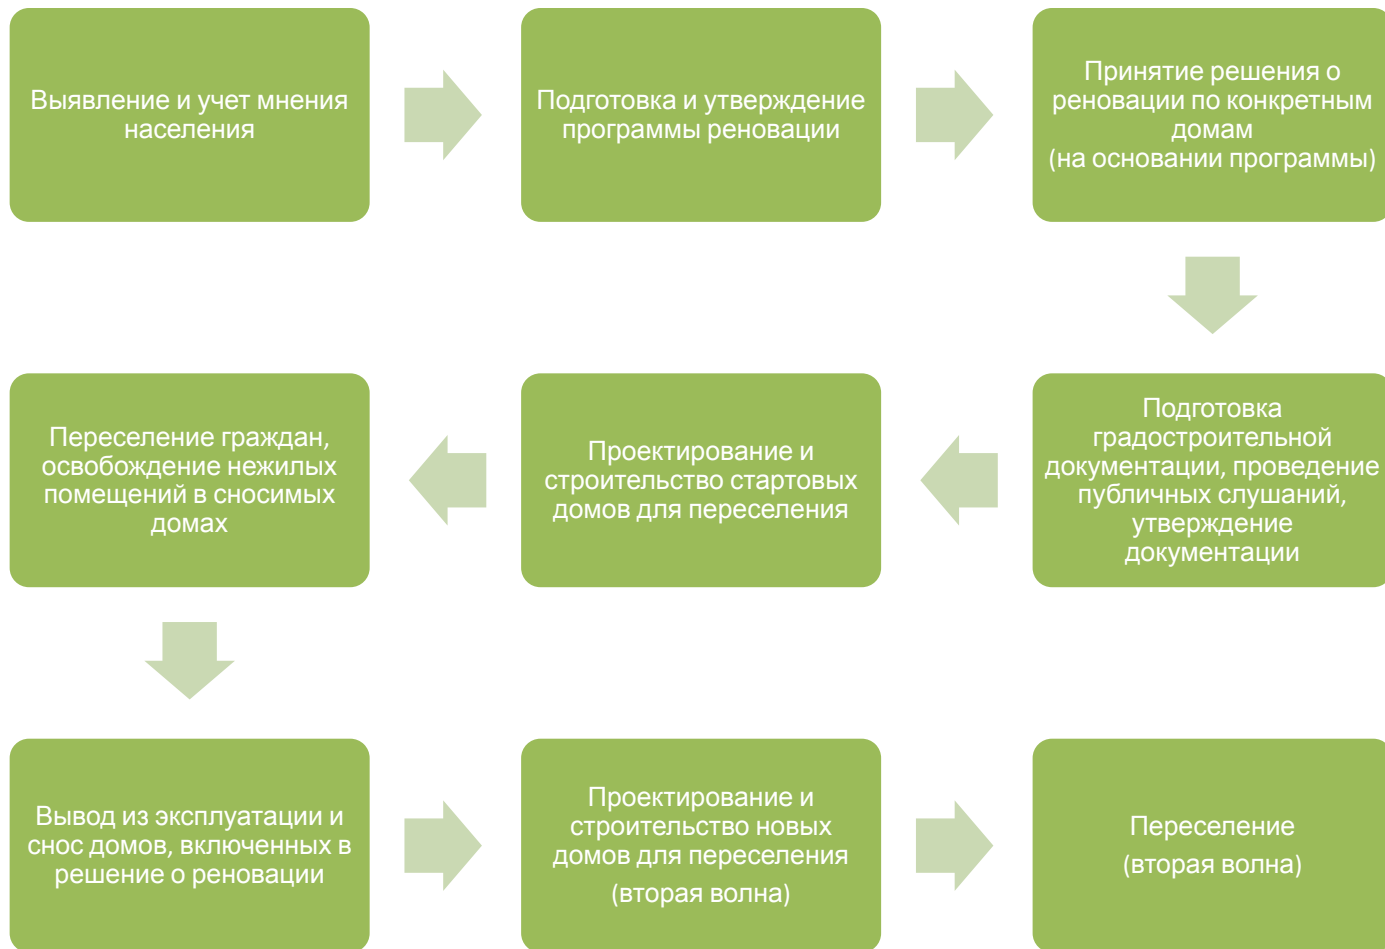 Выявление и учет мнения
населения
Подготовка и утверждение
программы реновации
Принятие решения о
реновации по конкретным
домам
(на основании программы)
Подготовка
градостроительной
документации, проведение
публичных слушаний,
утверждение
документации
Проектирование и
строительство стартовых
домов для переселения
Переселение граждан,
освобождение нежилых
помещений в сносимых
домах
Вывод из эксплуатации и
снос домов, включенных в
решение о реновации
Проектирование и
строительство новых
домов для переселения
(вторая волна)
Переселение
(вторая волна)